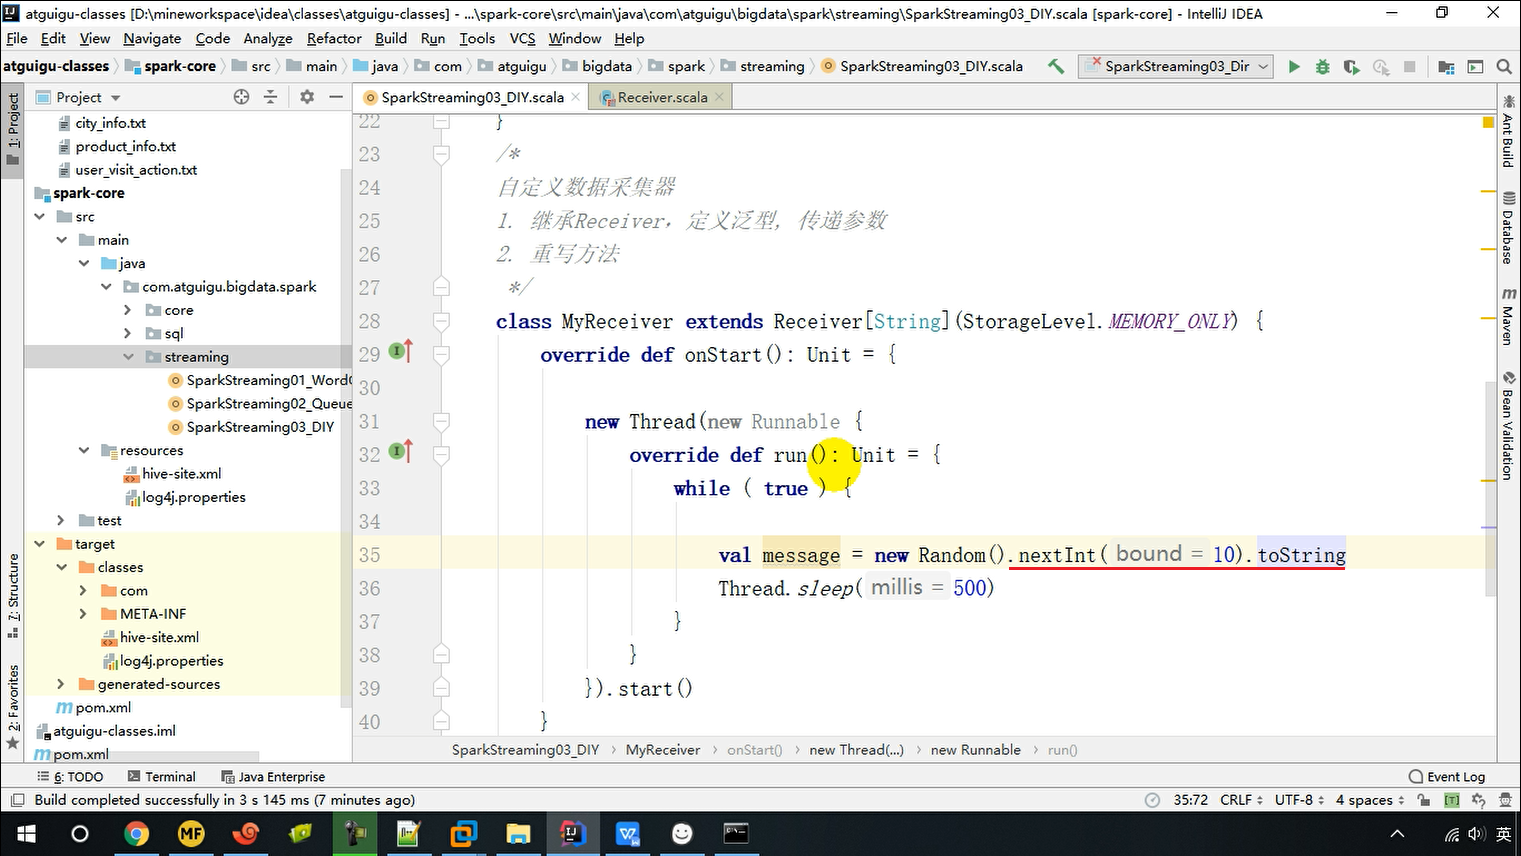 atguigu-classes [D:\mineworkspace\idea\classes\atguigu-classes] - ...\spark-core\src\main\java\com\atguigu\bigdata\spark\streaming\SparkStreaming03_DIY.scala [spark-core] - IntelliJ IDEA
File Edit View Navigate Code Analyze Refactor Build Run Tools VCS Window Help
atguigu-classes spark-core src main java com atguigu bigdata spark streaming SparkStreaming03_DIY.scala SparkStreaming03_Dir
Project SparkStreaming03_DIY.scala Receiver.scala
1: Project
7: Structure
2: Favorites
city_info.txt
product_info.txt
user_visit_action.txt
spark-core
src
main
java
com.atguigu.bigdata.spark
core
sql
streaming
SparkStreaming01_Word
SparkStreaming02_Queue
SparkStreaming03_DIY
resources
hive-site.xml
log4j.properties
test
target
classes
com
META-INF
hive-site.xml
log4j.properties
generated-sources
pom.xml
atguigu-classes.iml
pom.xml
22 }
23 /*
24 自定义数据采集器
25 1. 继承Receiver，定义泛型, 传递参数
26 2. 重写方法
27 */
28 class MyReceiver extends Receiver[String](StorageLevel.MEMORY_ONLY) {
29 override def onStart(): Unit = {
30
31 new Thread(new Runnable {
32 override def run(): Unit = {
33 while ( true ) {
34
35 val message = new Random().nextInt( bound = 10).toString
36 Thread.sleep( millis = 500)
37 }
38 }
39 }).start()
40 }
Ant Build
Database
m Maven
Bean Validation
SparkStreaming03_DIY MyReceiver onStart() new Thread(...) new Runnable run()
6: TODO Terminal Java Enterprise Event Log
Build completed successfully in 3 s 145 ms (7 minutes ago) 35:72 CRLF UTF-8 4 spaces [T]
MF 英